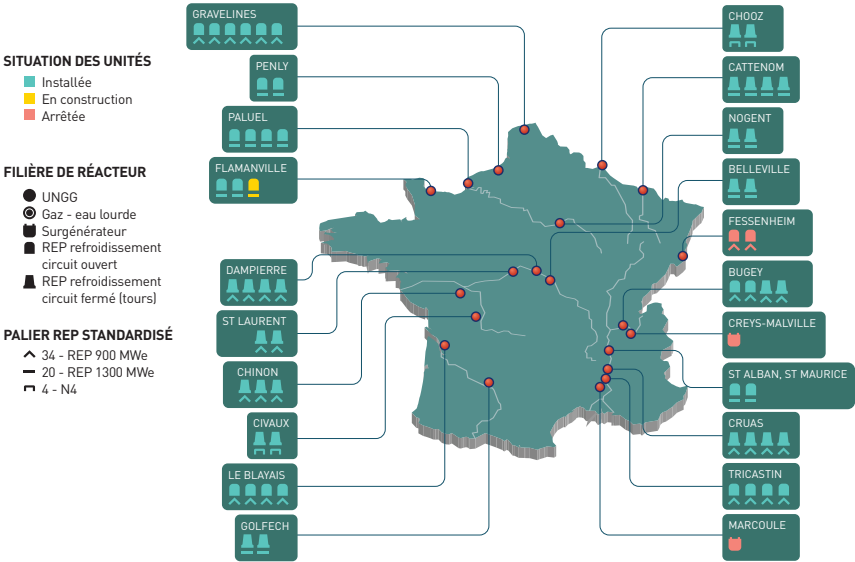 SITUATION DES UNITÉS
Installée
En construction
Arrêtée
FILIÈRE DE RÉACTEUR
UNGG
Gaz - eau lourde
Surgénérateur
REP refroidissement
circuit ouvert
REP refroidissement
circuit fermé (tours)
PALIER REP STANDARDISÉ
34 - REP 900 MWe
20 - REP 1300 MWe
4 - N4
GRAVELINES
PENLY
PALUEL
FLAMANVILLE
DAMPIERRE
ST LAURENT
CHINON
CIVAUX
LE BLAYAIS
GOLFECH
CHOOZ
CATTENOM
NOGENT
BELLEVILLE
FESSENHEIM
BUGEY
CREYS-MALVILLE
ST ALBAN, ST MAURICE
CRUAS
TRICASTIN
MARCOULE